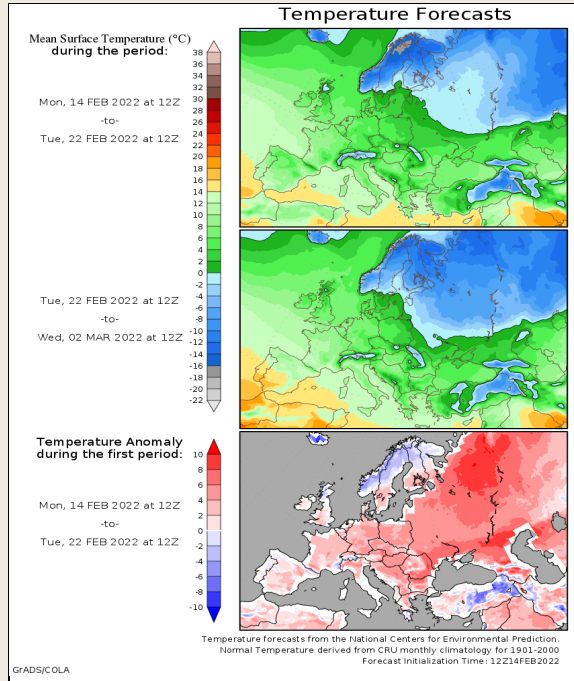 Temperature Forecasts
Mean Surface Temperature (°C)
during the period:
Mon, 14 FEB 2022 at 12Z
-to-
Tue, 22 FEB 2022 at 12Z
38
36
34
32
30
28
26
24
22
20
18
16
14
12
10
8
6
4
2
0
-2
-4
-6
-8
-10
-12
-14
-16
-18
-20
-22
Tue, 22 FEB 2022 at 12Z
-to-
Wed, 02 MAR 2022 at 12Z
Temperature Anomaly
during the first period:
Mon, 14 FEB 2022 at 12Z
-to-
Tue, 22 FEB 2022 at 12Z
10
8
6
4
2
0
-2
-4
-6
-8
-10
Temperature forecasts from the National Centers for Environmental Prediction.
Normal Temperature derived from CRU monthly climatology for 1901-2000
Forecast Initialization Time: 12Z14FEB2022
GrADS/COLA